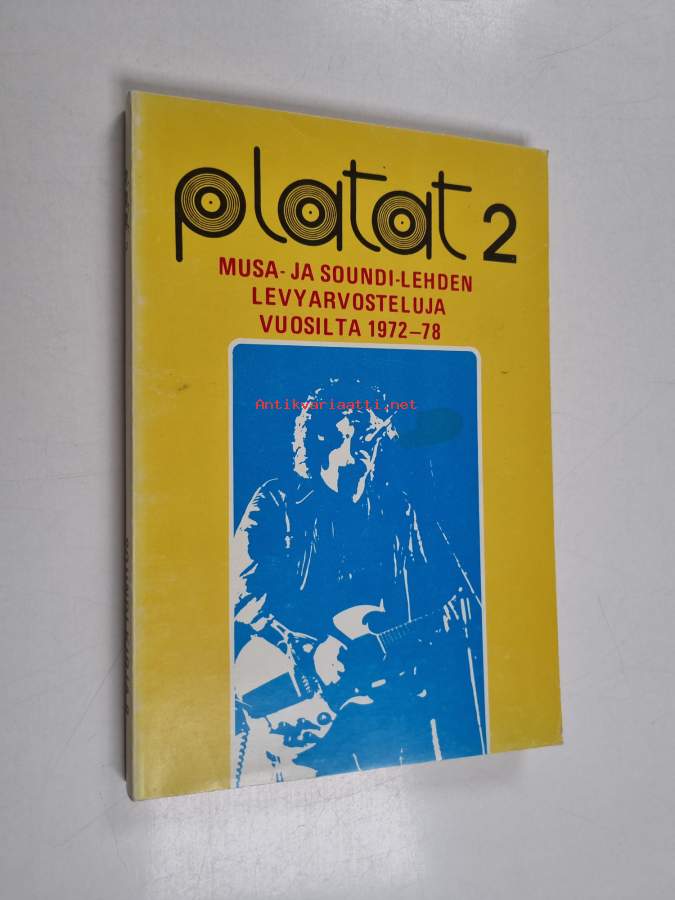 platat 2
MUSA- JA SOUNDI-LEHDEN
LEVYARVOSTELUJA
VUOSILTA 1972–78
Antikvariaatti.net